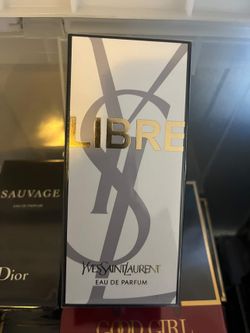 LIBRE
SAUVAGE
EAU DE PARFUM
YVESSAINTLAURENT
EAU DE PARFUM
Dior
GOOD GIRL